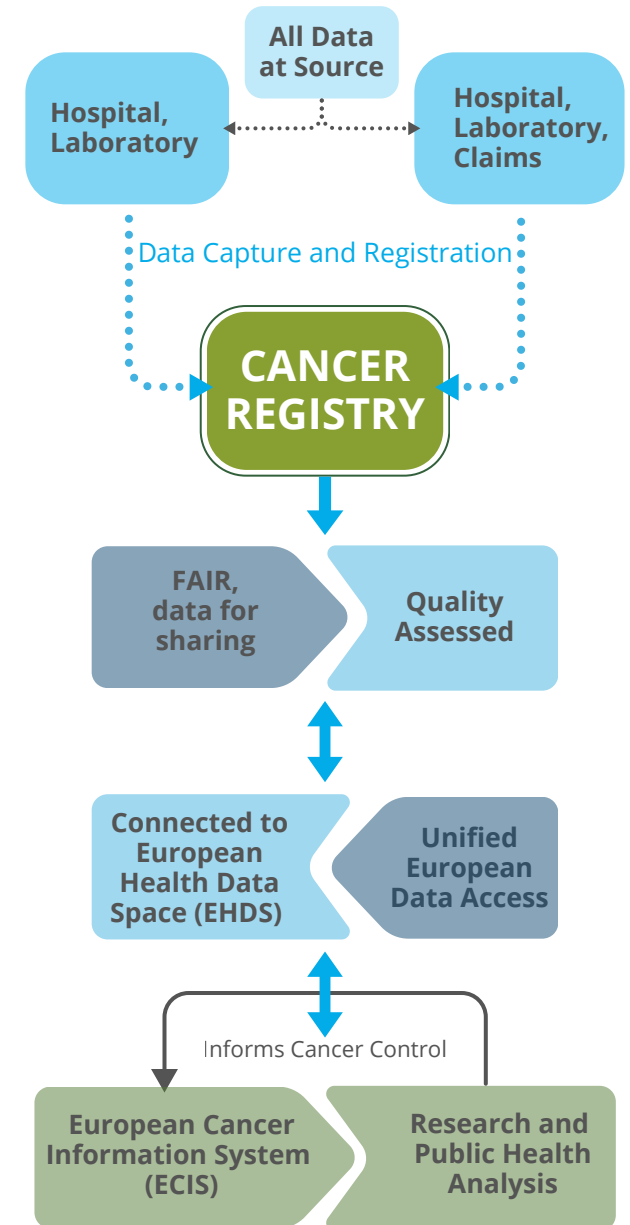 All Data
at Source
Hospital,
Laboratory
Hospital,
Laboratory,
Claims
Data Capture and Registration
CANCER
REGISTRY
FAIR,
data for
sharing
Quality
Assessed
Connected to
European
Health Data
Space (EHDS)
Unified
European
Data Access
Informs Cancer Control
European Cancer
Information System
(ECIS)
Research and
Public Health
Analysis